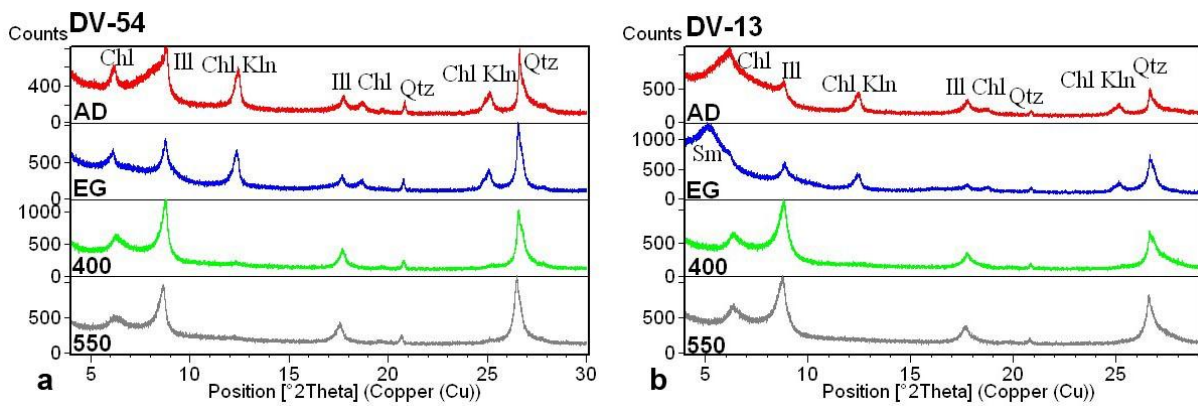 DV-54
Counts
Chl
Ill
Chl Kln
Ill Chl
Qtz
Chl Kln
Qtz
400
0
AD
500
0
EG
1000
500
0
400
500
0
550
5 10 15 20 25 30
a
Position [°2Theta] (Copper (Cu))
DV-13
Counts
Chl
Ill
Chl Kln
Ill Chl
Qtz
Chl Kln
Qtz
500
0
AD
1000
500
0
Sm
EG
500
0
400
500
0
550
5 10 15 20 25
b
Position [°2Theta] (Copper (Cu))